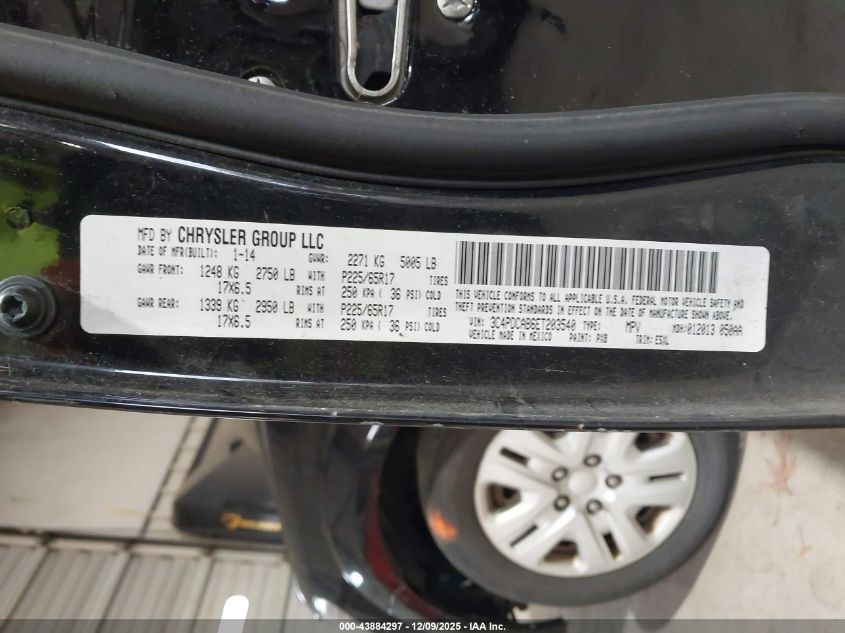 MFD BY CHRYSLER GROUP LLC
DATE OF MFR(BUILT): 1-14 GVWR: 2271 KG 5005 LB
GAWR FRONT: 1248 KG 2750 LB WITH P225/65R17 TIRES
17X6.5 RIMS AT 250 KPA ( 36 PSI) COLD
GAWR REAR: 1339 KG 2950 LB WITH P225/65R17 TIRES
17X6.5 RIMS AT 250 KPA ( 36 PSI) COLD
THIS VEHICLE CONFORMS TO ALL APPLICABLE U.S.A. FEDERAL MOTOR VEHICLE SAFETY AND
THEFT PREVENTION STANDARDS IN EFFECT ON THE DATE OF MANUFACTURE SHOWN ABOVE.
VIN: 3C4PDCAB6ET203540 TYPE: MPV MDH:012013 050AA
VEHICLE MADE IN MEXICO PAINT: PXB TRIM: E5XL
000-43884297 - 12/09/2025 - IAA Inc.